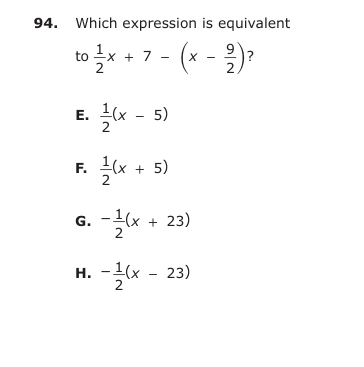 94. Which expression is equivalent
to 1/2x + 7 − (x − 9/2)?
E. 1/2(x − 5)
F. 1/2(x + 5)
G. −1/2(x + 23)
H. −1/2(x − 23)